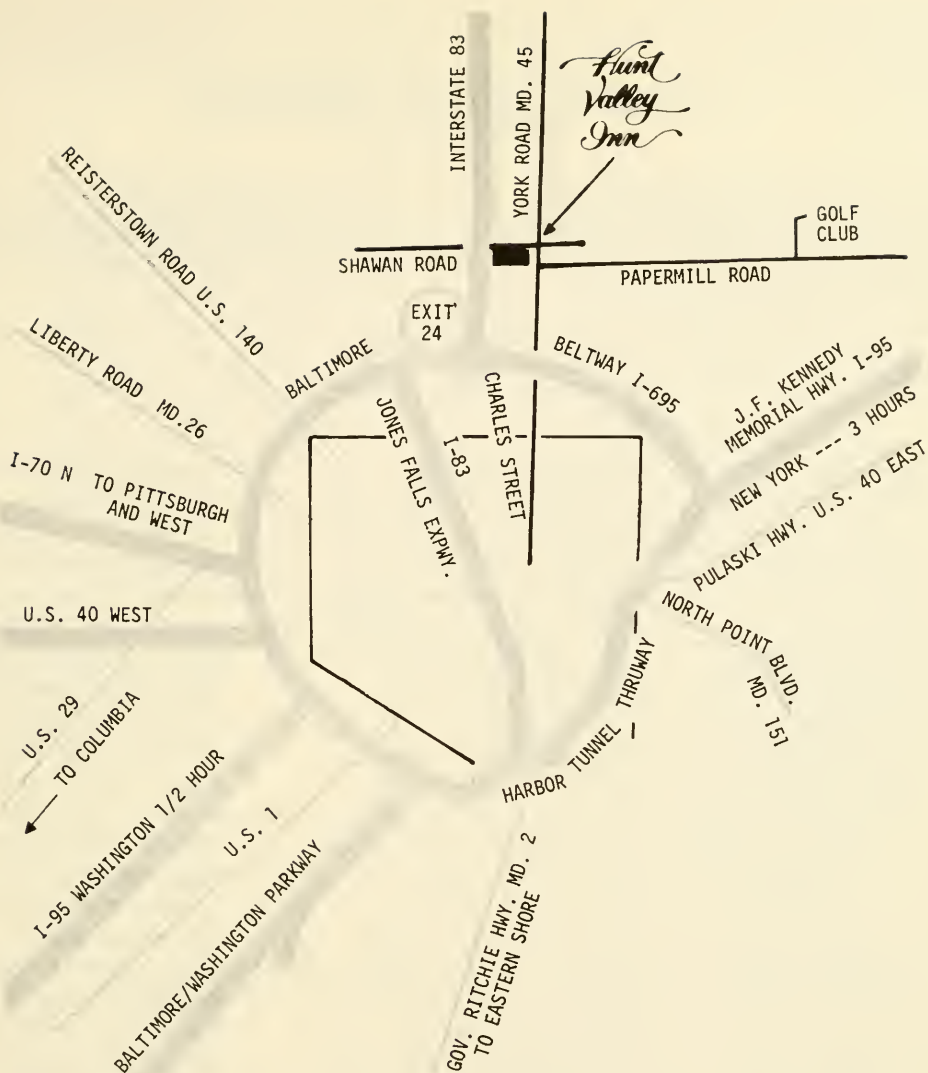 INTERSTATE 83
YORK ROAD MD. 45
Hunt
Valley
Inn
REISTERSTOWN ROAD U.S. 140
GOLF
CLUB
SHAWAN ROAD
PAPERMILL ROAD
EXIT
24
LIBERTY ROAD MD.26
BALTIMORE
BELTWAY I-695
J.F. KENNEDY
MEMORIAL HWY. I-95
JONES FALLS EXPWY.
I-83
CHARLES STREET
NEW YORK --- 3 HOURS
I-70 N TO PITTSBURGH
AND WEST
PULASKI HWY. U.S. 40 EAST
U.S. 40 WEST
NORTH POINT BLVD.
MD. 151
U.S. 29
TO COLUMBIA
HARBOR TUNNEL THRUWAY
I-95 WASHINGTON 1/2 HOUR
U.S. 1
BALTIMORE/WASHINGTON PARKWAY
GOV. RITCHIE HWY. MD. 2
TO EASTERN SHORE